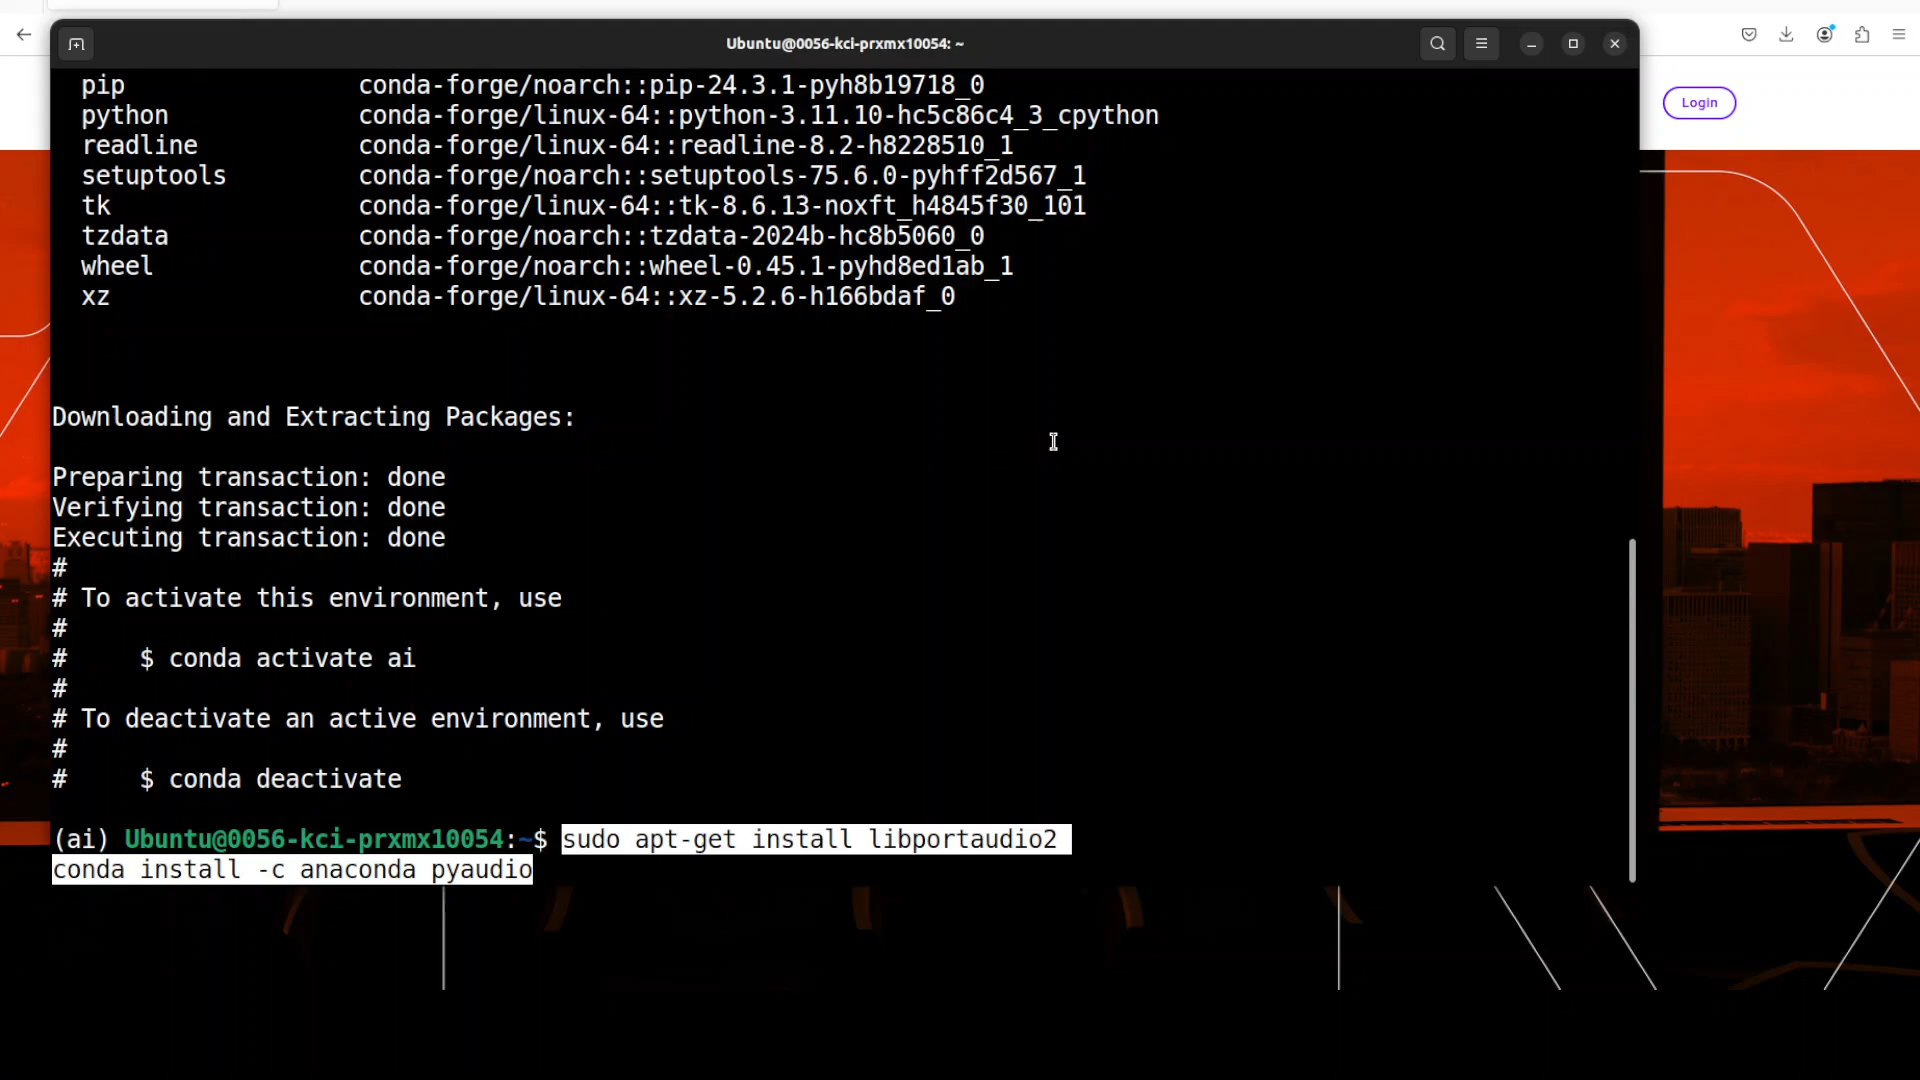 Ubuntu@0056-kci-prxmx10054: ~
Login
pip conda-forge/noarch::pip-24.3.1-pyh8b19718_0
python conda-forge/linux-64::python-3.11.10-hc5c86c4_3_cpython
readline conda-forge/linux-64::readline-8.2-h8228510_1
setuptools conda-forge/noarch::setuptools-75.6.0-pyhff2d567_1
tk conda-forge/linux-64::tk-8.6.13-noxft_h4845f30_101
tzdata conda-forge/noarch::tzdata-2024b-hc8b5060_0
wheel conda-forge/noarch::wheel-0.45.1-pyhd8ed1ab_1
xz conda-forge/linux-64::xz-5.2.6-h166bdaf_0
Downloading and Extracting Packages:
Preparing transaction: done
Verifying transaction: done
Executing transaction: done
#
# To activate this environment, use
#
# $ conda activate ai
#
# To deactivate an active environment, use
#
# $ conda deactivate
(ai) Ubuntu@0056-kci-prxmx10054:~$ sudo apt-get install libportaudio2
conda install -c anaconda pyaudio